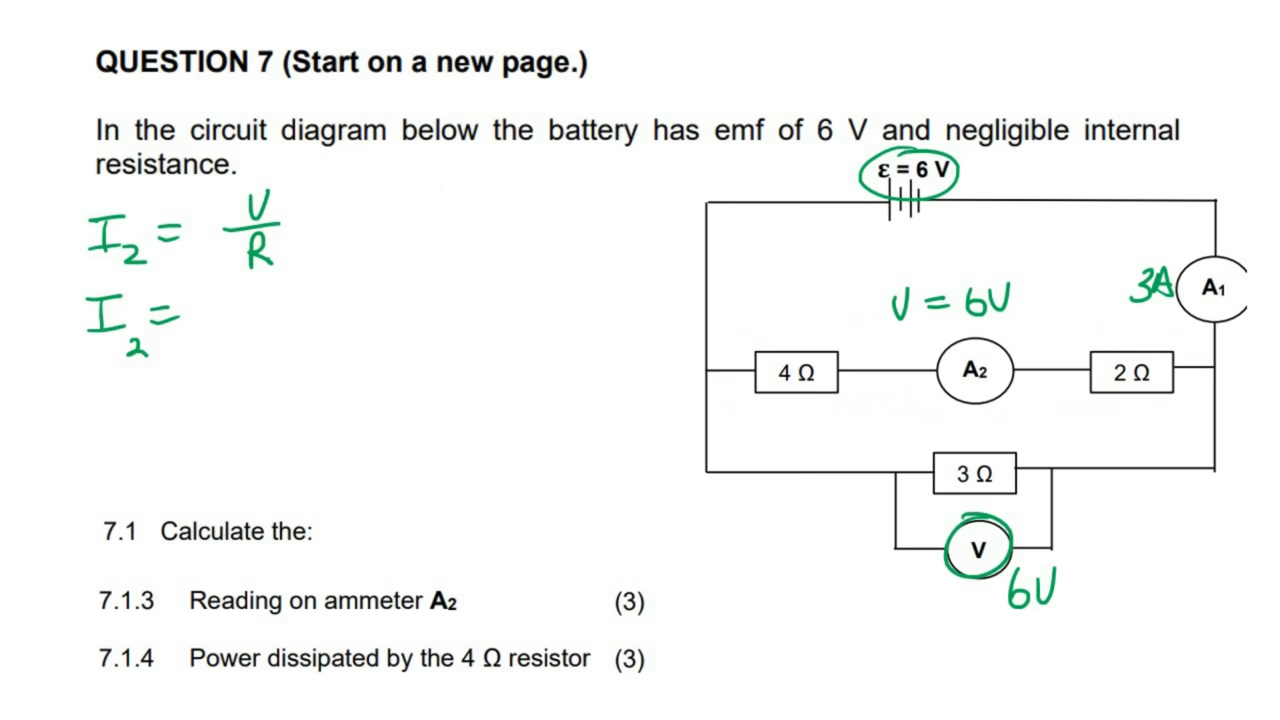 QUESTION 7 (Start on a new page.)
In the circuit diagram below the battery has emf of 6 V and negligible internal
resistance.
ε = 6 V
I₂ = V/R
I₂ =
V = 6V
3A
A₁
4 Ω
A₂
2 Ω
3 Ω
V
6V
7.1 Calculate the:
7.1.3 Reading on ammeter A₂ (3)
7.1.4 Power dissipated by the 4 Ω resistor (3)